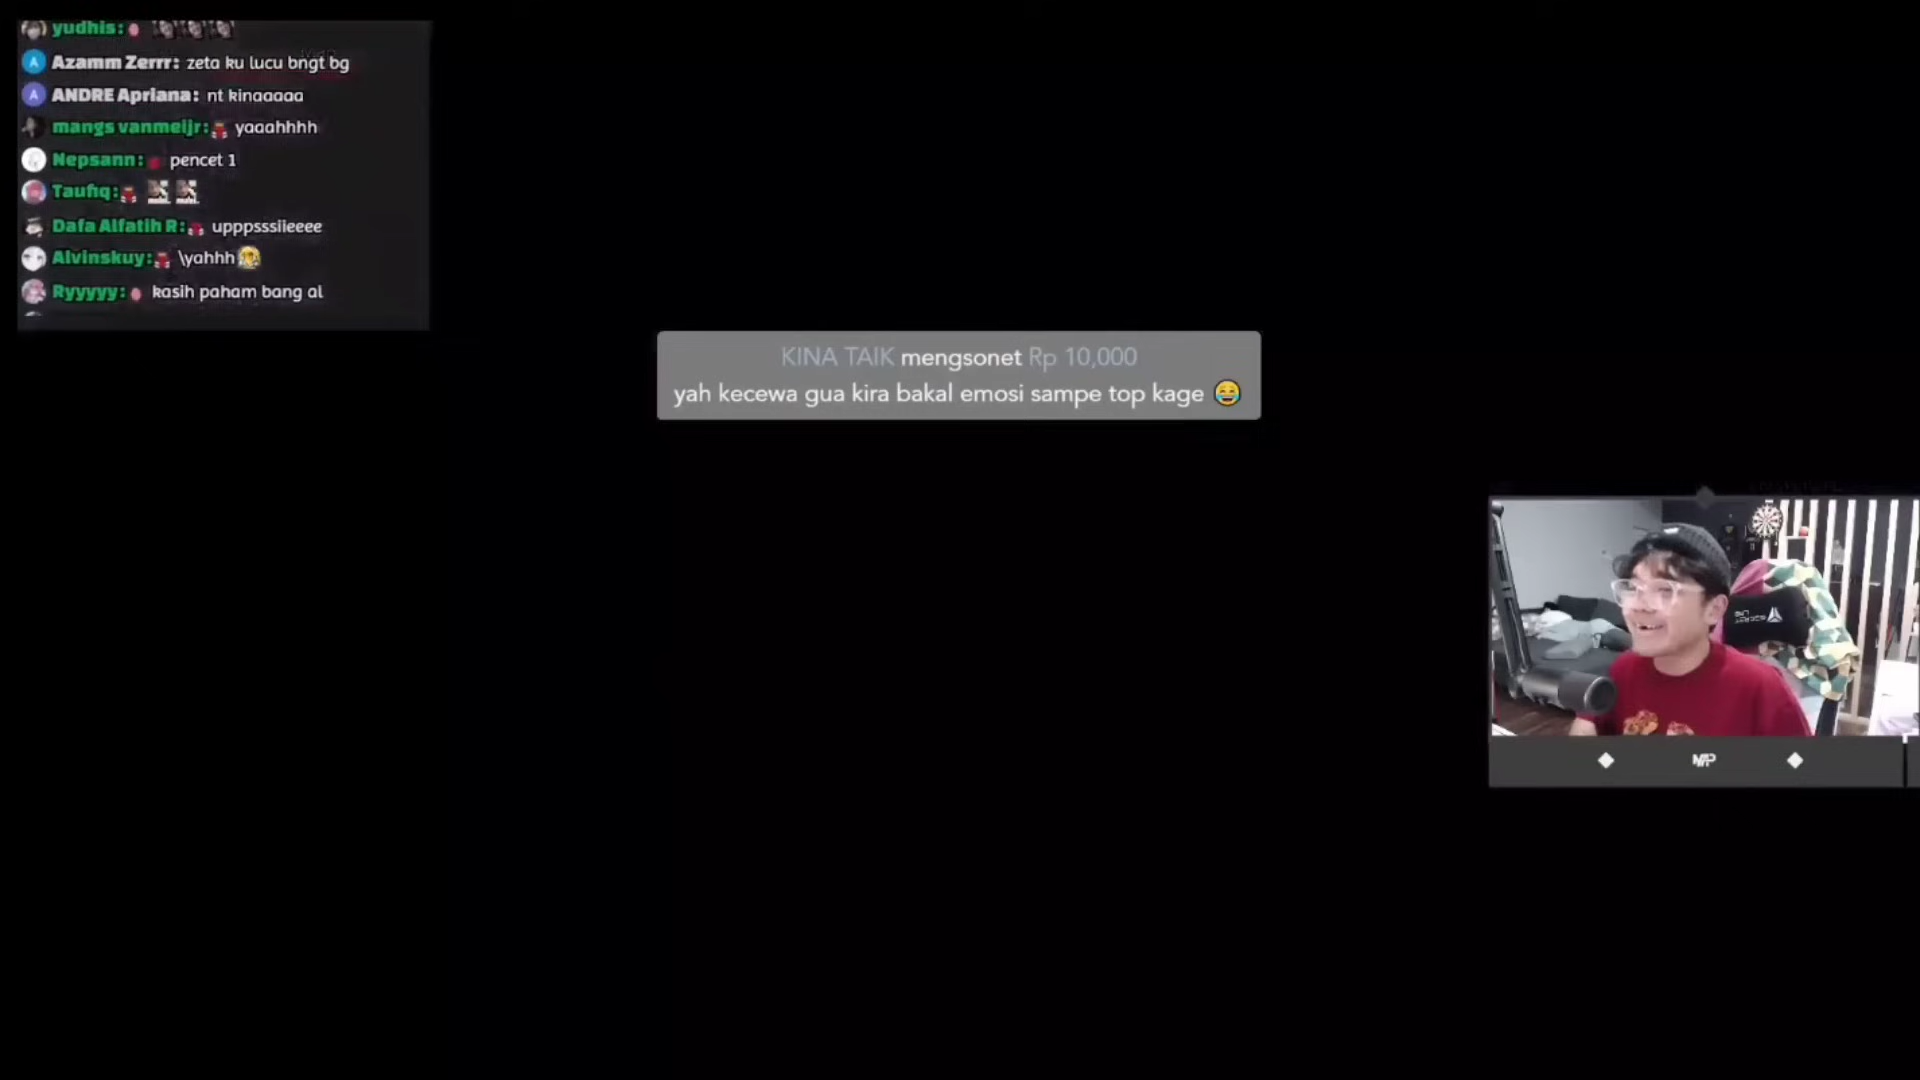 yudhis:
Azamm Zerrr: zeta ku lucu bngt bg
ANDRE Apriana: nt kinaaaaa
mangs vanmeijr: yaaahhhh
Nepsann: pencet 1
Taufiq:
Dafa Alfatih R: upppsssileeee
Alvinskuy: \yahhh😭
Ryyyyy: kasih paham bang al
KINA TAIK mengsonet Rp 10,000
yah kecewa gua kira bakal emosi sampe top kage 😂
MP